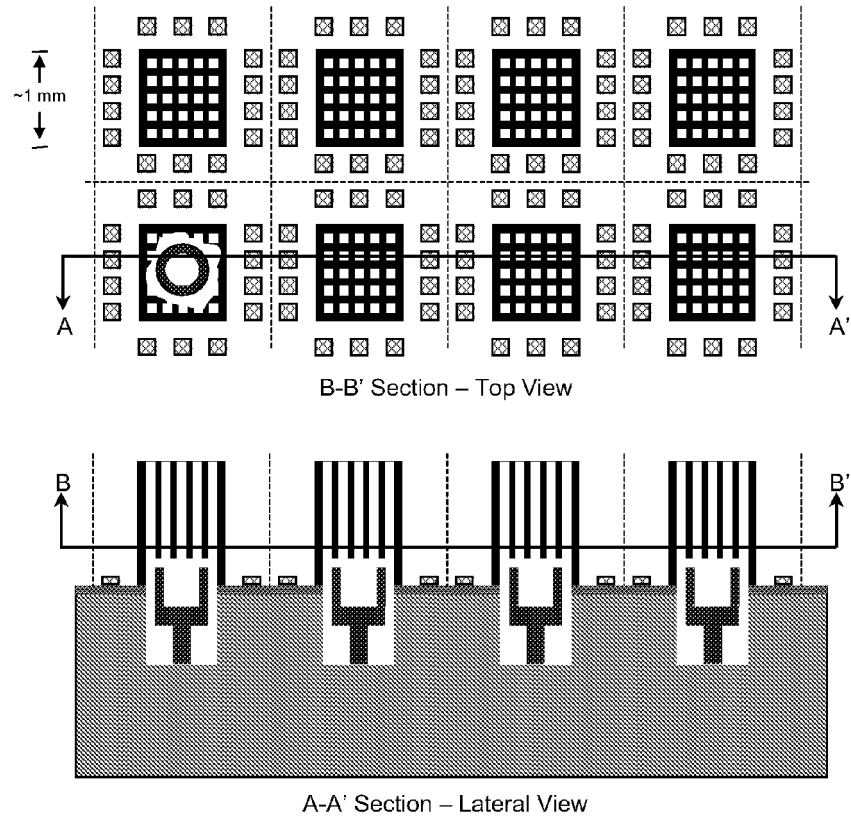 ~1 mm
A
A'
B-B' Section – Top View
B
B'
A-A' Section – Lateral View